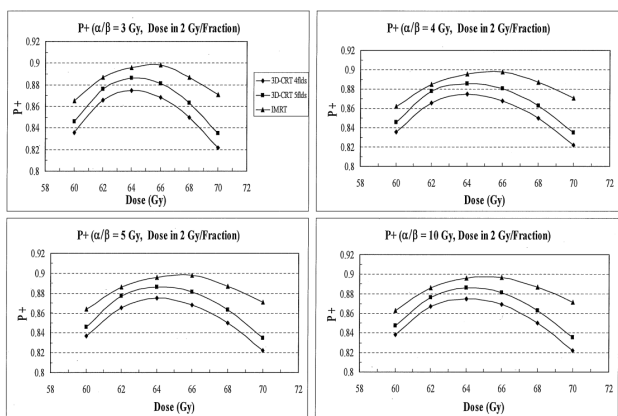 P+ (α/β = 3 Gy, Dose in 2 Gy/Fraction)
0.92
0.9
0.88
0.86
0.84
0.82
0.8
P+
58 60 62 64 66 68 70 72
Dose (Gy)
3D-CRT 4flds
3D-CRT 5flds
IMRT
P+ (α/β = 4 Gy, Dose in 2 Gy/Fraction)
0.92
0.9
0.88
0.86
0.84
0.82
0.8
P+
58 60 62 64 66 68 70 72
Dose (Gy)
P+ (α/β = 5 Gy, Dose in 2 Gy/Fraction)
0.92
0.9
0.88
0.86
0.84
0.82
0.8
P+
58 60 62 64 66 68 70 72
Dose (Gy)
P+ (α/β = 10 Gy, Dose in 2 Gy/Fraction)
0.92
0.9
0.88
0.86
0.84
0.82
0.8
P+
58 60 62 64 66 68 70 72
Dose (Gy)